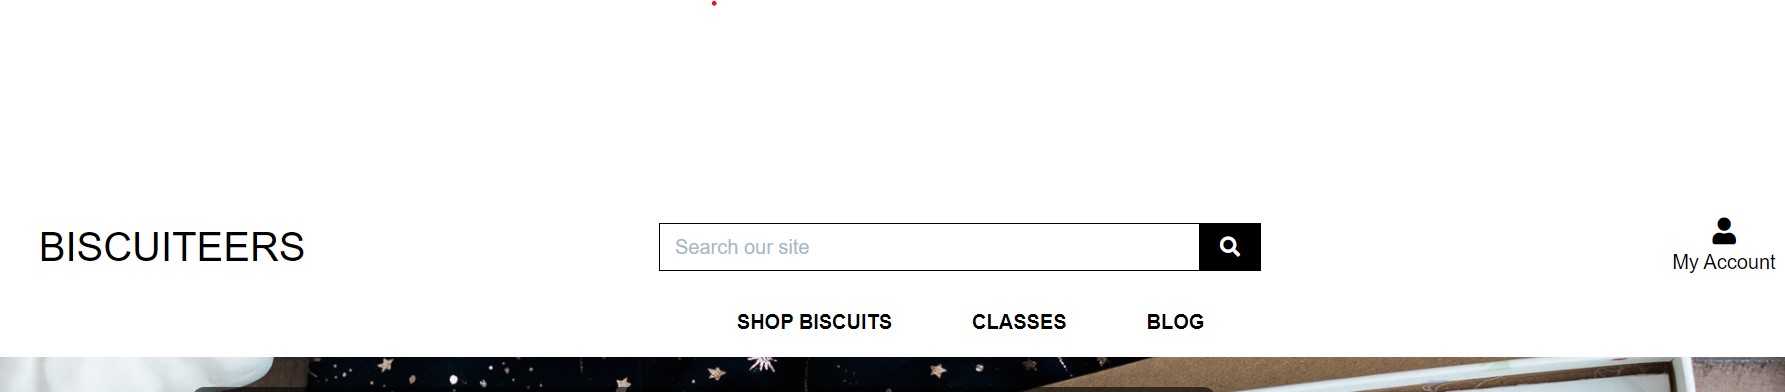 BISCUITEERS
Search our site
My Account
SHOP BISCUITS
CLASSES
BLOG